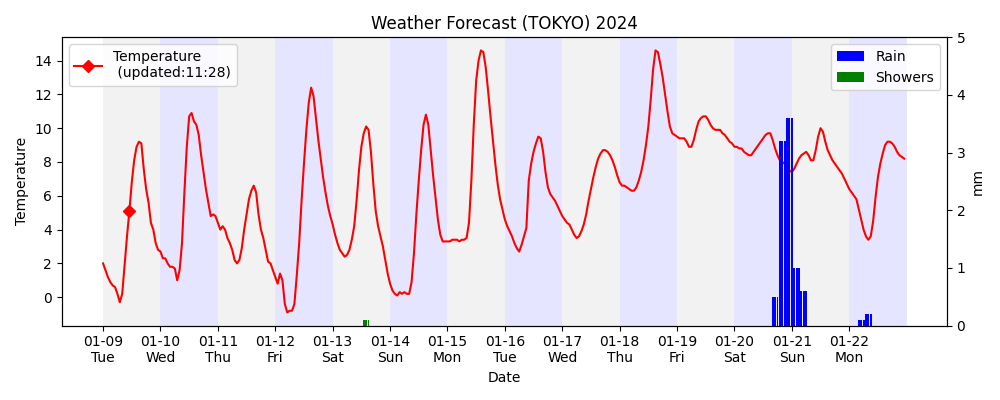 Weather Forecast (TOKYO) 2024
Temperature
(updated:11:28)
Rain
Showers
Temperature
14
12
10
8
6
4
2
0
5
4
3
2
1
0
mm
01-09 01-10 01-11 01-12 01-13 01-14 01-15 01-16 01-17 01-18 01-19 01-20 01-21 01-22
Tue Wed Thu Fri Sat Sun Mon Tue Wed Thu Fri Sat Sun Mon
Date